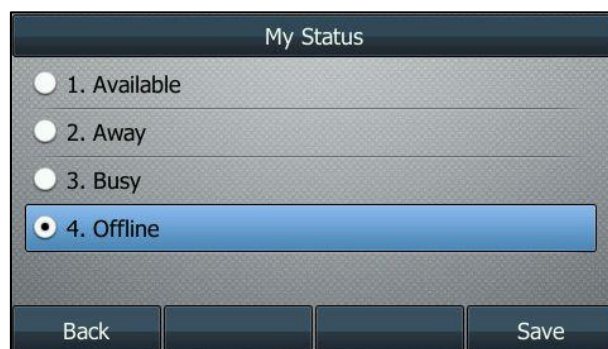 My Status
1. Available
2. Away
3. Busy
4. Offline
Back Save